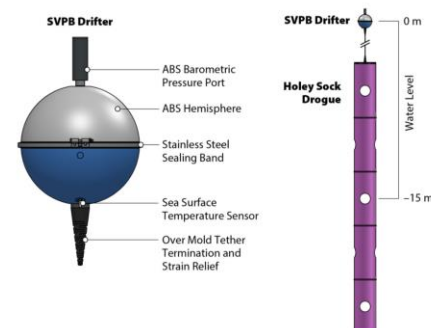 SVPB Drifter
ABS Barometric
Pressure Port
ABS Hemisphere
Stainless Steel
Sealing Band
Sea Surface
Temperature Sensor
Over Mold Tether
Termination and
Strain Relief
SVPB Drifter
0 m
Holey Sock
Drogue
Water Level
–15 m